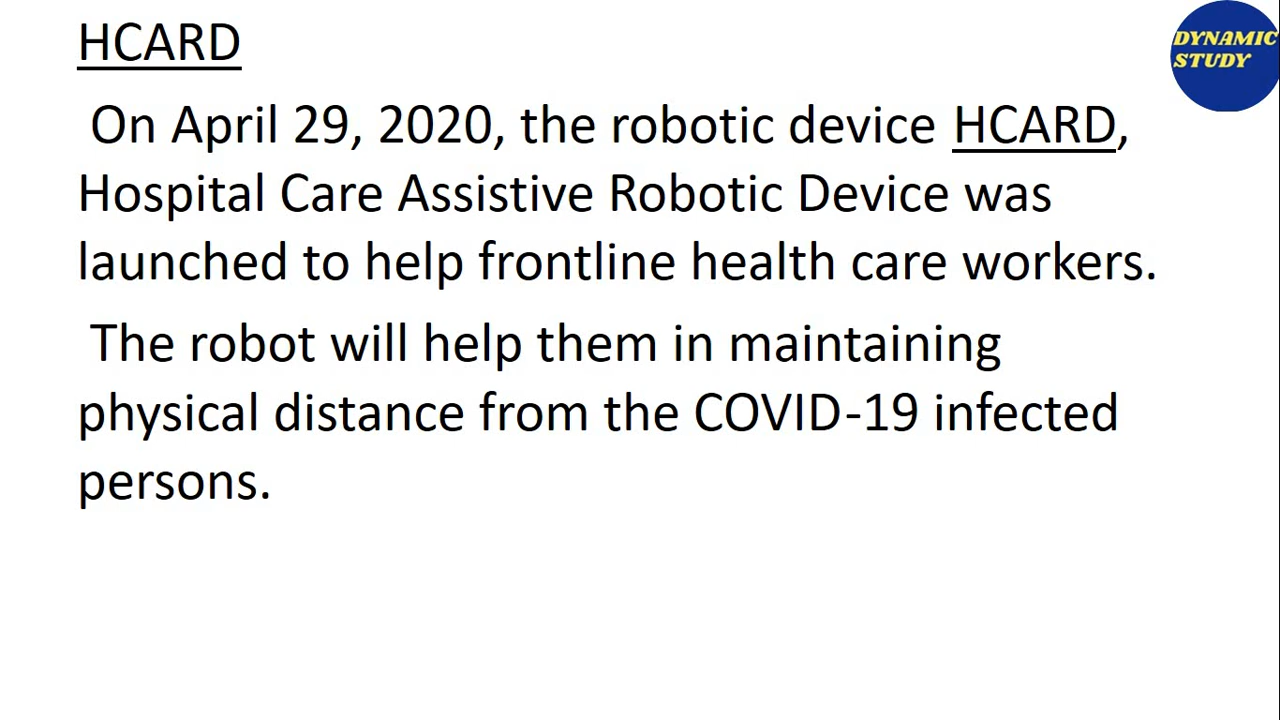 HCARD
DYNAMIC
STUDY
On April 29, 2020, the robotic device HCARD,
Hospital Care Assistive Robotic Device was
launched to help frontline health care workers.
The robot will help them in maintaining
physical distance from the COVID-19 infected
persons.